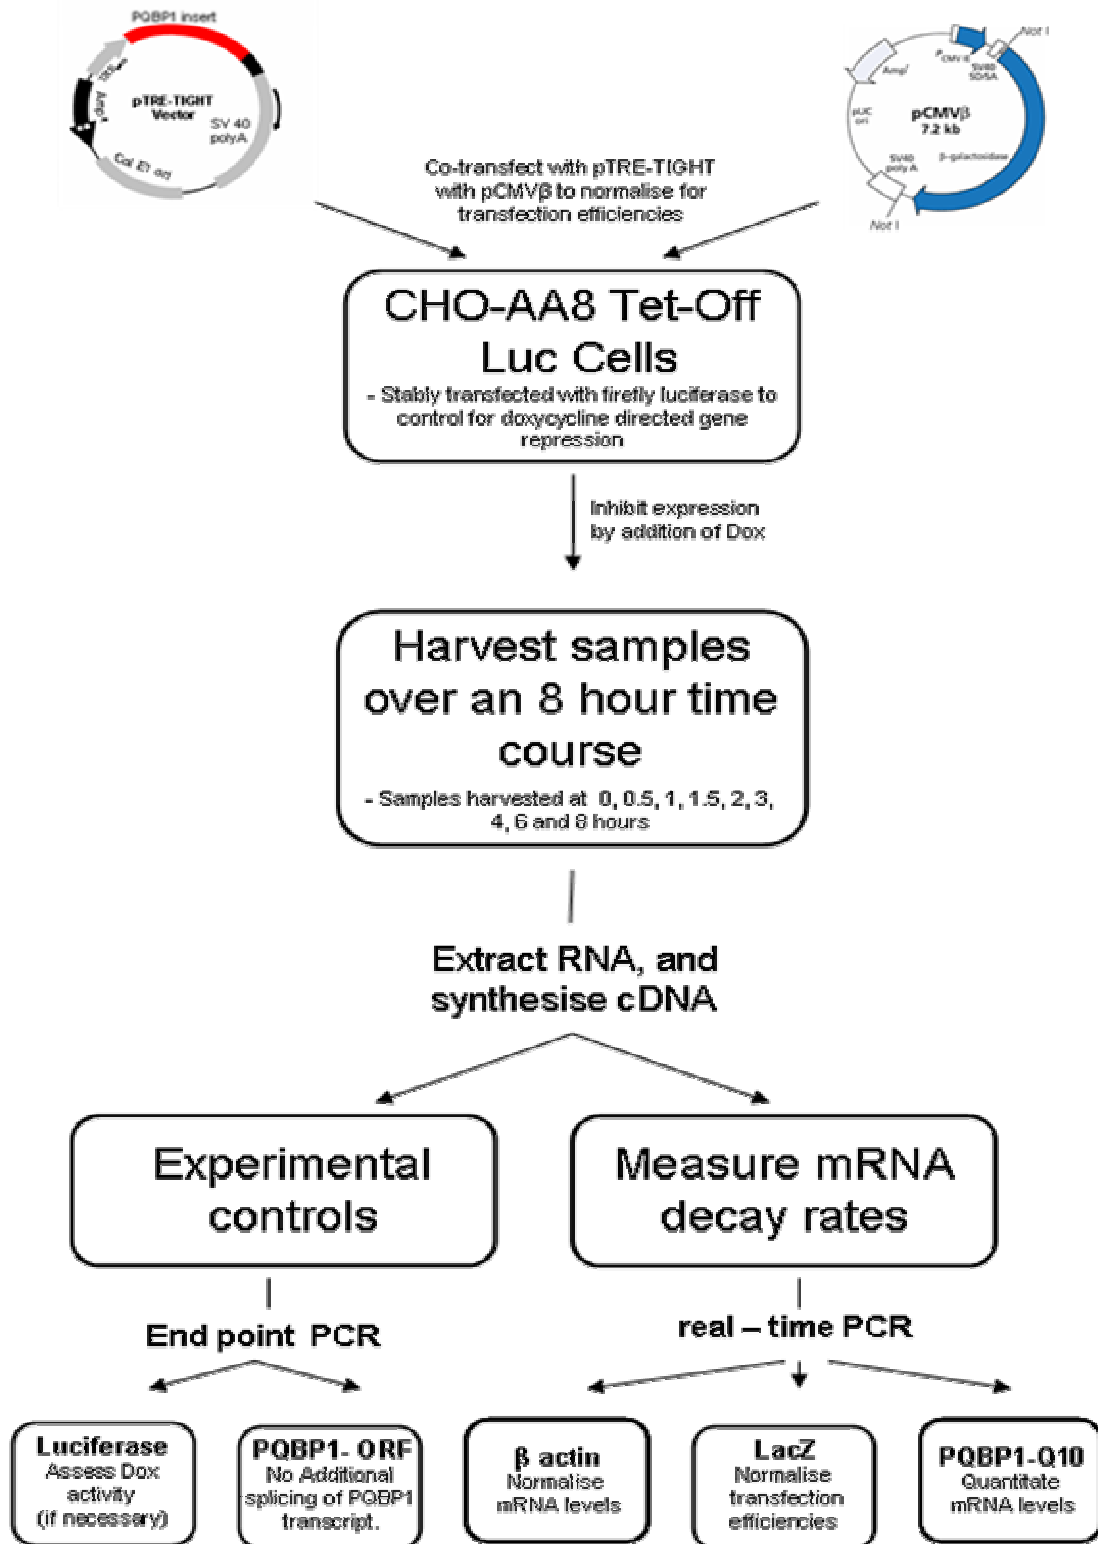 PQBP1 insert
pTRE-TIGHT
Vector
SV 40
polyA
Col E1 ori
Amp^r
Not I
P CMV IE
SV40
SD/SA
Amp^r
pUC
ori
pCMVβ
7.2 kb
SV40
poly A
β-galactosidase
Not I
Co-transfect with pTRE-TIGHT
with pCMVβ to normalise for
transfection efficiencies
CHO-AA8 Tet-Off
Luc Cells
- Stably transfected with firefly luciferase to
control for doxycycline directed gene
repression
Inhibit expression
by addition of Dox
Harvest samples
over an 8 hour time
course
- Samples harvested at 0, 0.5, 1, 1.5, 2, 3,
4, 6 and 8 hours
Extract RNA, and
synthesise cDNA
Experimental
controls
Measure mRNA
decay rates
End point PCR
real – time PCR
Luciferase
Assess Dox
activity
(if necessary)
PQBP1- ORF
No Additional
splicing of PQBP1
transcript.
β actin
Normalise
mRNA levels
LacZ
Normalise
transfection
efficiencies
PQBP1-Q10
Quantitate
mRNA levels